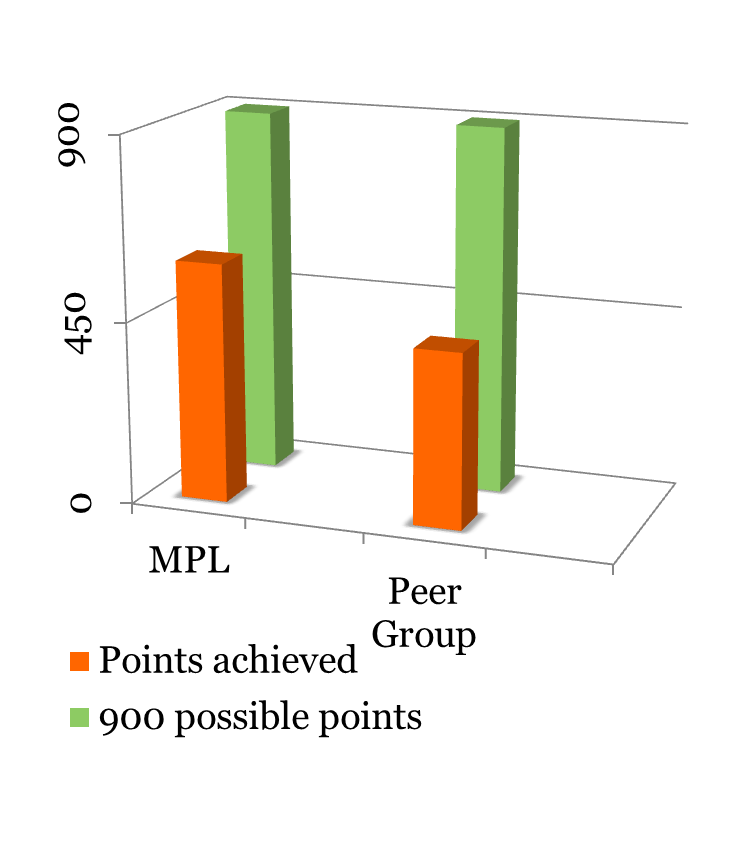 900
450
0
MPL
Peer
Group
Points achieved
900 possible points